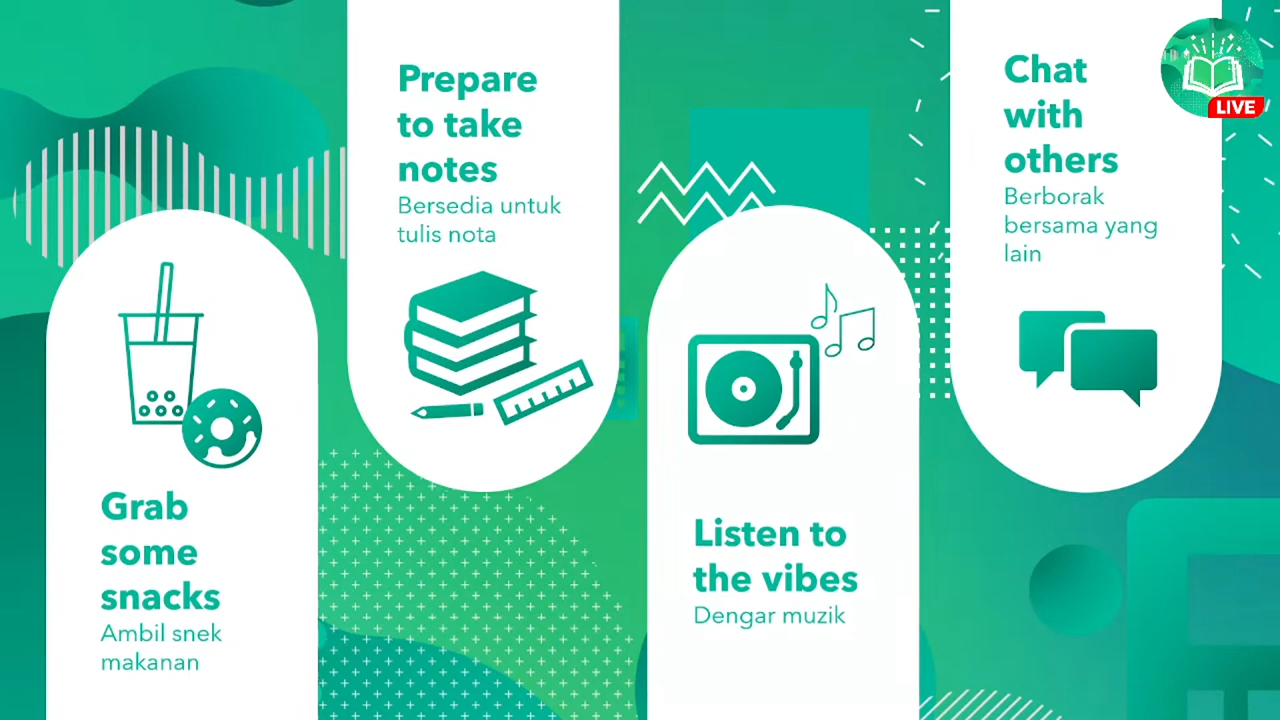 Grab
some
snacks
Ambil snek
makanan
Prepare
to take
notes
Bersedia untuk
tulis nota
Listen to
the vibes
Dengar muzik
Chat
with
others
Berborak
bersama yang
lain
LIVE